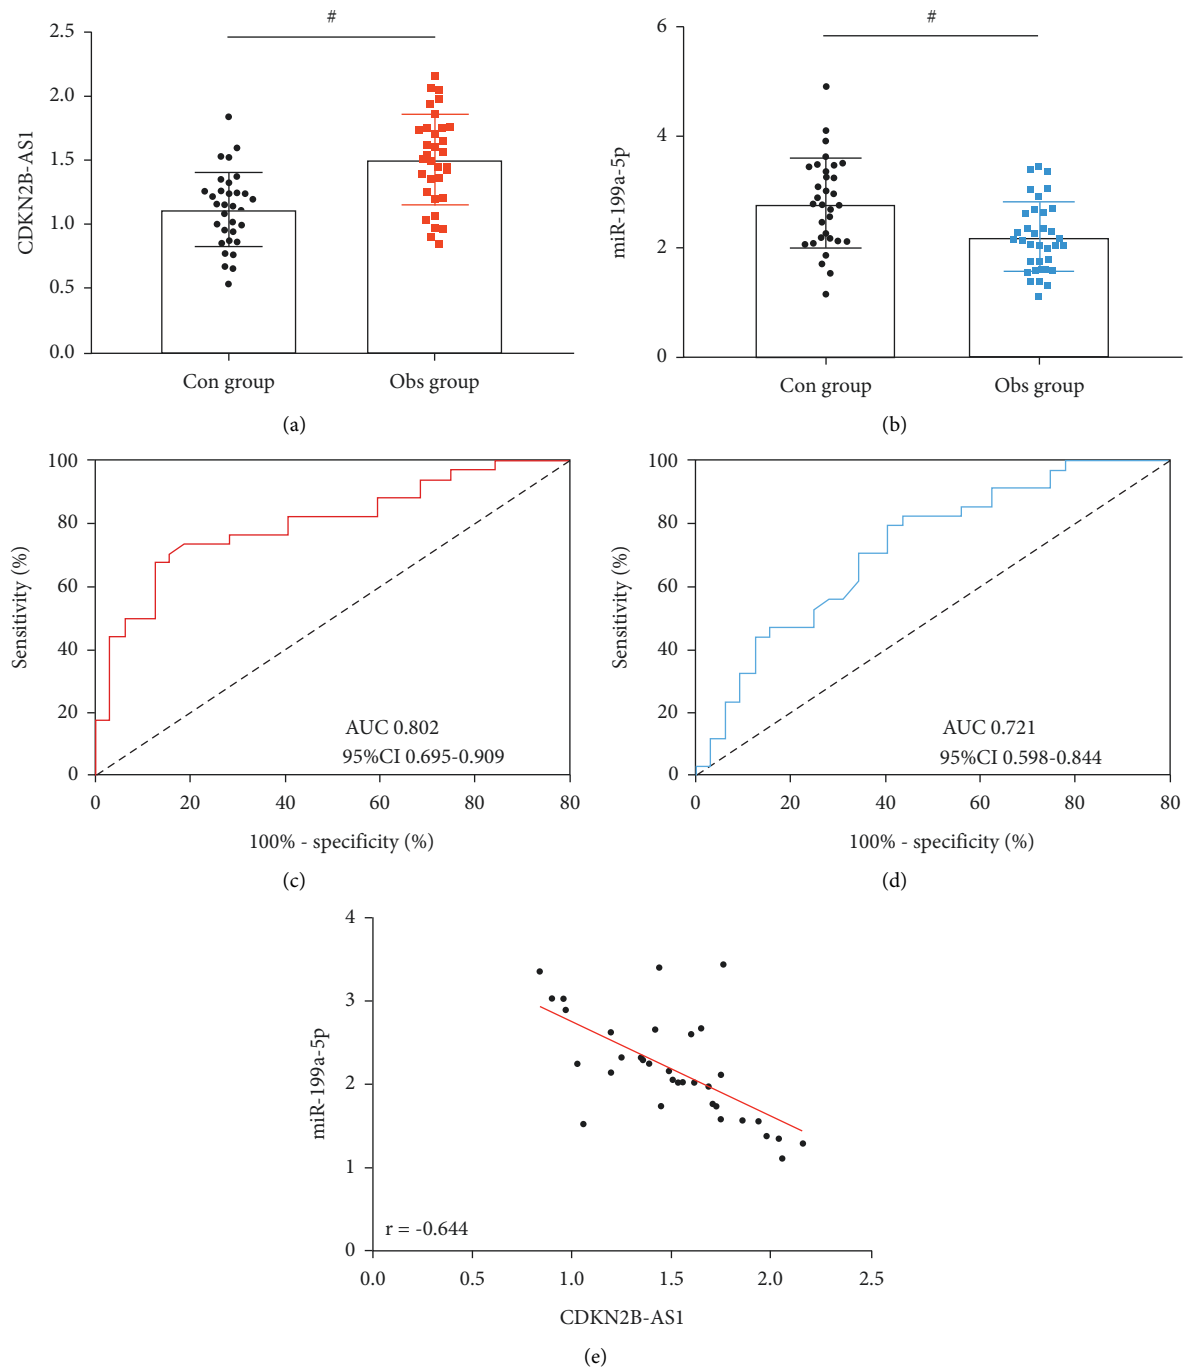 #
2.5
2.0
1.5
1.0
0.5
0.0
CDKN2B-AS1
Con group
Obs group
(a)
#
6
4
2
0
miR-199a-5p
Con group
Obs group
(b)
100
80
60
40
20
0
Sensitivity (%)
AUC 0.802
95%CI 0.695-0.909
0
20
40
60
80
80
100% - specificity (%)
(c)
100
80
60
40
20
0
Sensitivity (%)
AUC 0.721
95%CI 0.598-0.844
0
20
40
60
80
80
100% - specificity (%)
(d)
4
3
2
1
0
miR-199a-5p
r = -0.644
0.0
0.5
1.0
1.5
2.0
2.5
CDKN2B-AS1
(e)